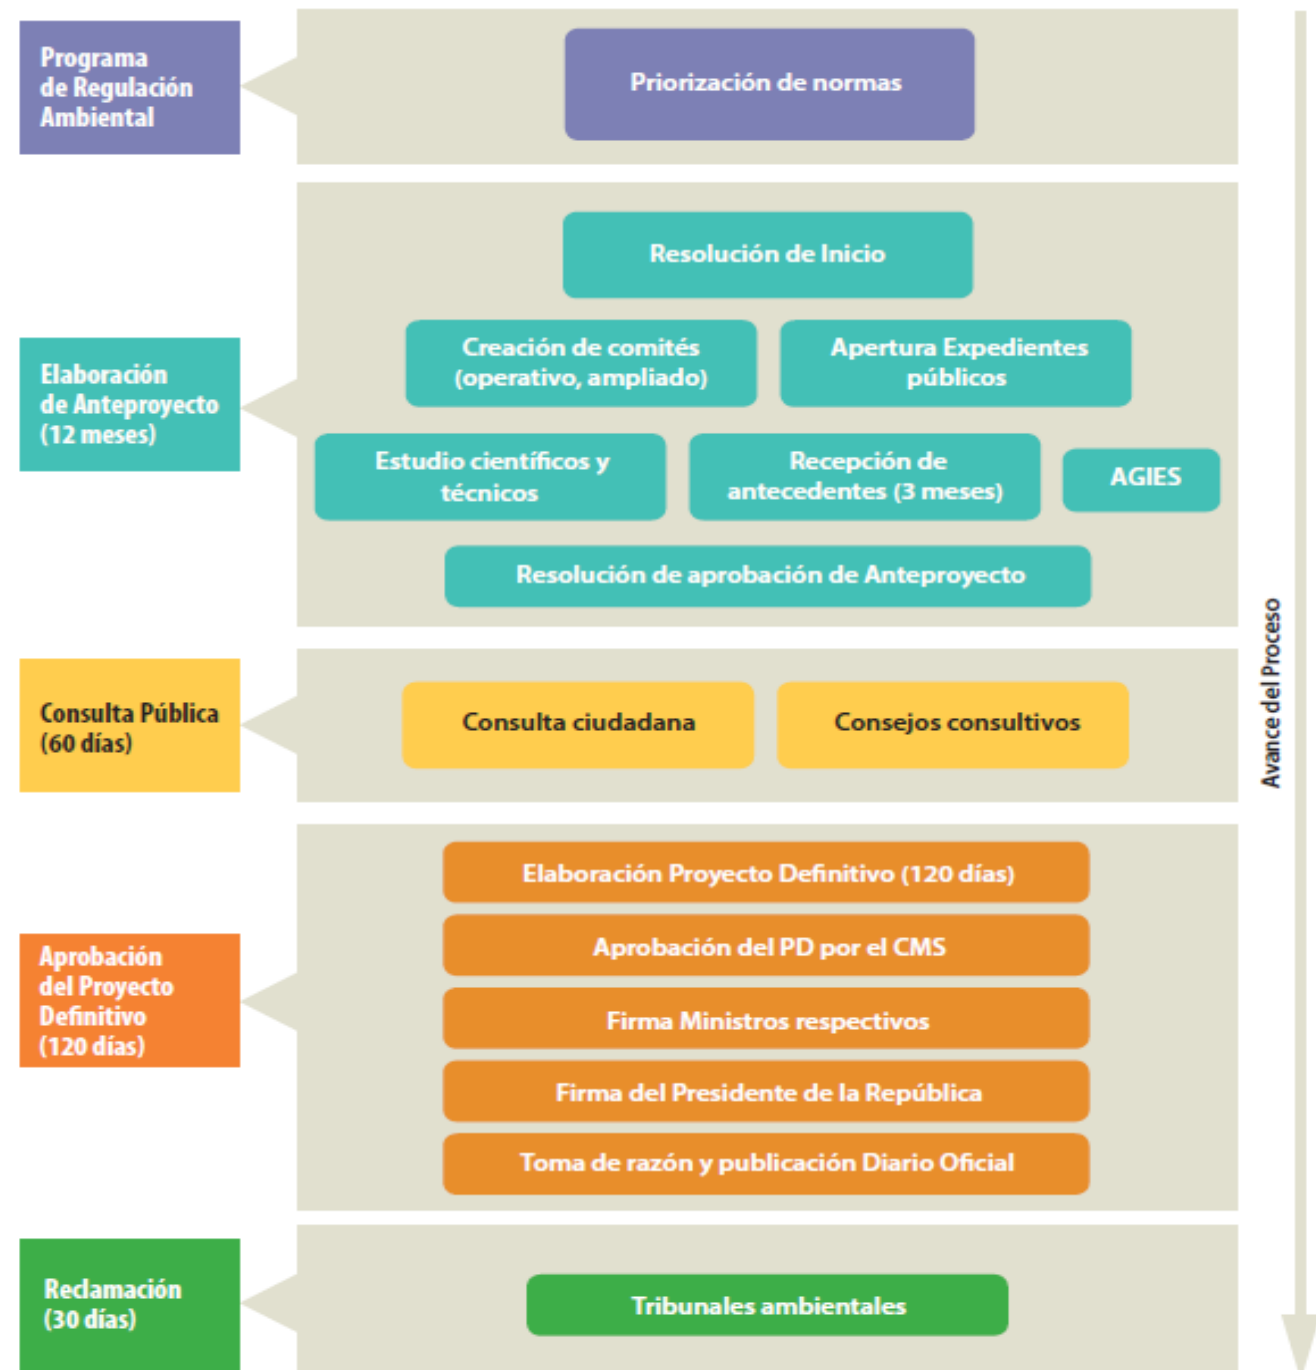 Programa
de Regulación
Ambiental
Priorización de normas
Elaboración
de Anteproyecto
(12 meses)
Resolución de Inicio
Creación de comités
(operativo, ampliado)
Apertura Expedientes
públicos
Estudio científicos y
técnicos
Recepción de
antecedentes (3 meses)
AGIES
Resolución de aprobación de Anteproyecto
Consulta Pública
(60 días)
Consulta ciudadana
Consejos consultivos
Aprobación
del Proyecto
Definitivo
(120 días)
Elaboración Proyecto Definitivo (120 días)
Aprobación del PD por el CMS
Firma Ministros respectivos
Firma del Presidente de la República
Toma de razón y publicación Diario Oficial
Reclamación
(30 días)
Tribunales ambientales
Avance del Proceso